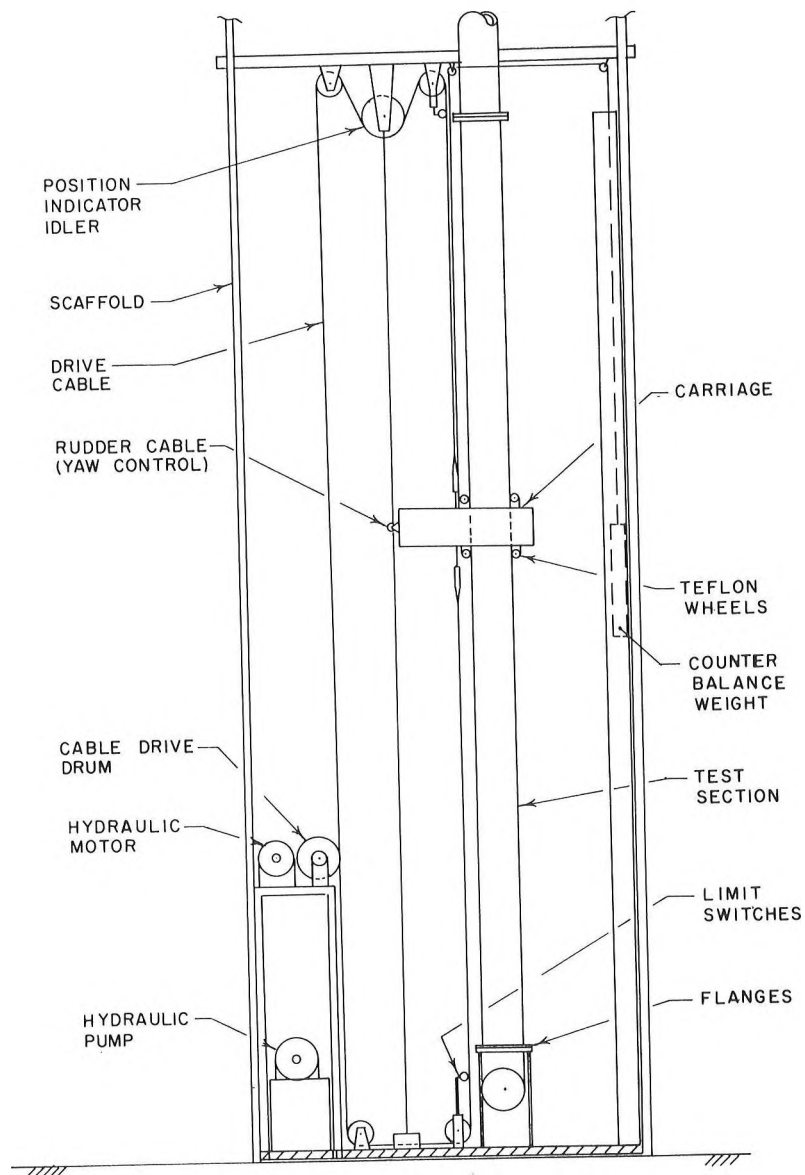 POSITION
INDICATOR
IDLER
SCAFFOLD
DRIVE
CABLE
RUDDER CABLE
(YAW CONTROL)
CABLE DRIVE
DRUM
HYDRAULIC
MOTOR
HYDRAULIC
PUMP
CARRIAGE
TEFLON
WHEELS
COUNTER
BALANCE
WEIGHT
TEST
SECTION
LIMIT
SWITCHES
FLANGES